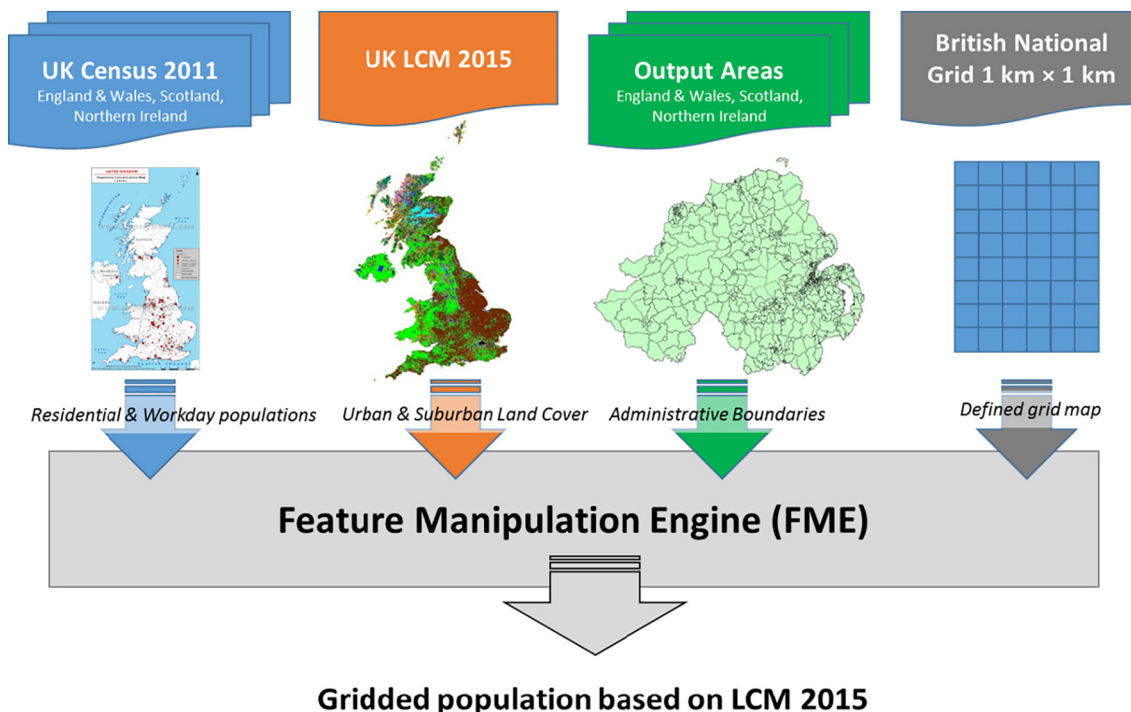 UK Census 2011
England & Wales, Scotland,
Northern Ireland
UK LCM 2015
Output Areas
England & Wales, Scotland,
Northern Ireland
British National
Grid 1 km × 1 km
UNITED KINGDOM
Residential & Workday populations
Urban & Suburban Land Cover
Administrative Boundaries
Defined grid map
Feature Manipulation Engine (FME)
Gridded population based on LCM 2015